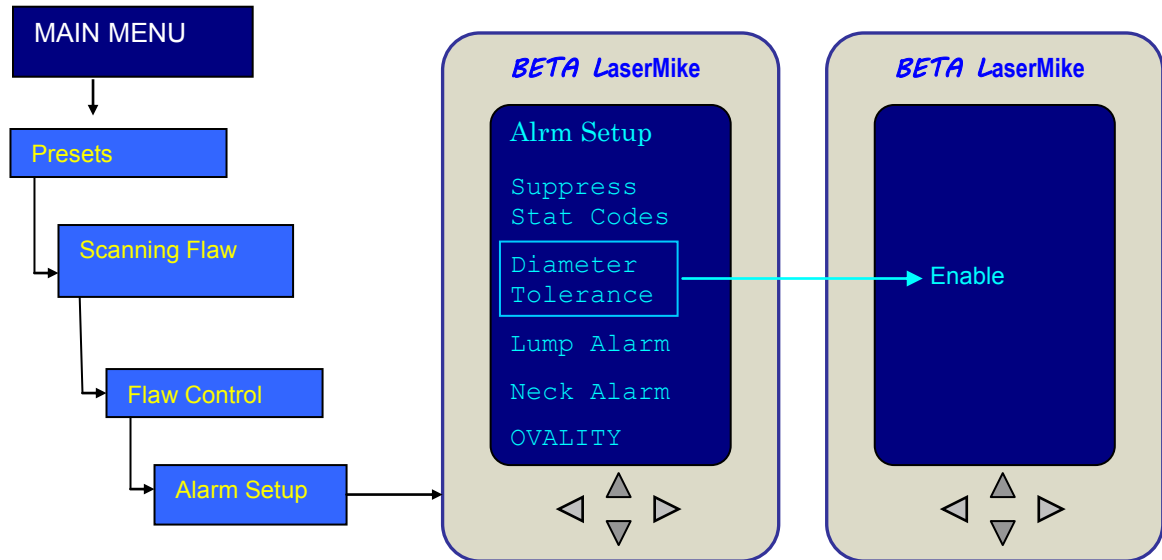 MAIN MENU
Presets
Scanning Flaw
Flaw Control
Alarm Setup
BETA LaserMike
Alrm Setup
Suppress
Stat Codes
Diameter
Tolerance
Lump Alarm
Neck Alarm
OVALITY
BETA LaserMike
Enable